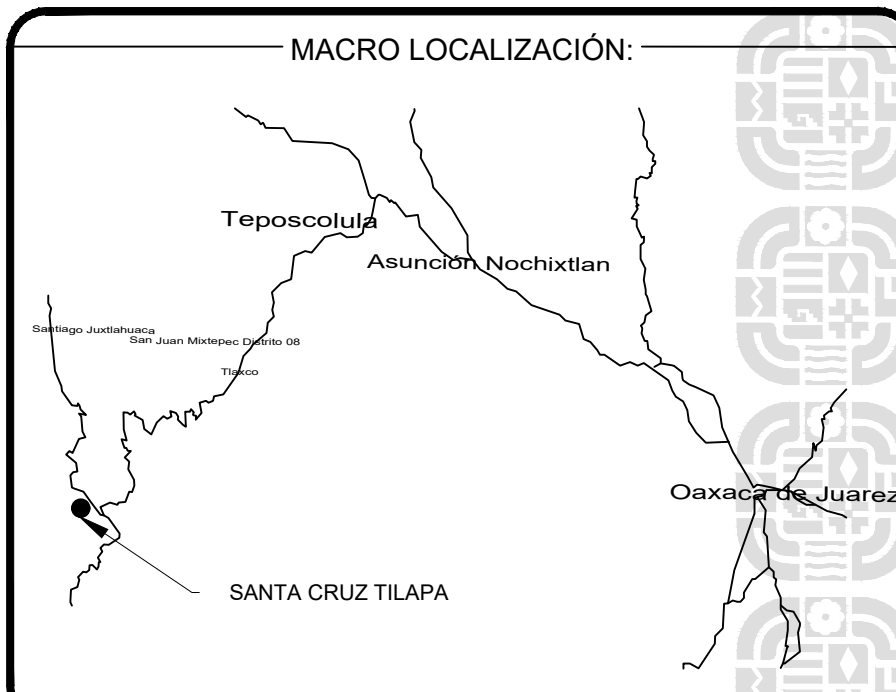 MACRO LOCALIZACIÓN:
Teposcolula
Asunción Nochixtlan
Santiago Juxtlahuaca
San Juan Mixtepec Distrito 08
Tlaxco
Oaxaca de Juarez
SANTA CRUZ TILAPA